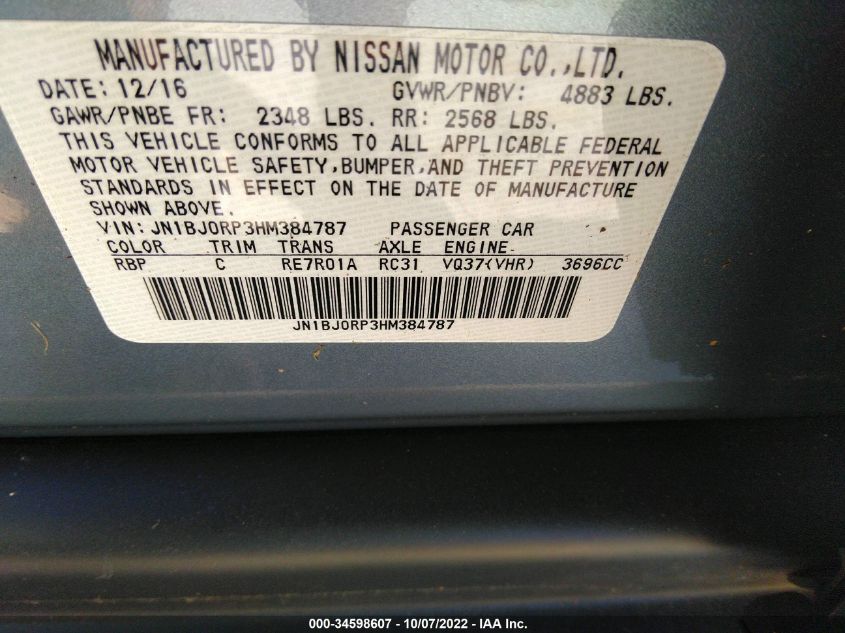 MANUFACTURED BY NISSAN MOTOR CO.,LTD.
DATE: 12/16 GVWR/PNBV: 4883 LBS.
GAWR/PNBE FR: 2348 LBS. RR: 2568 LBS.
THIS VEHICLE CONFORMS TO ALL APPLICABLE FEDERAL
MOTOR VEHICLE SAFETY, BUMPER, AND THEFT PREVENTION
STANDARDS IN EFFECT ON THE DATE OF MANUFACTURE
SHOWN ABOVE.
VIN: JN1BJ0RP3HM384787 PASSENGER CAR
COLOR TRIM TRANS AXLE ENGINE
RBP C RE7R01A RC31 VQ37(VHR) 3696CC
JN1BJ0RP3HM384787
000-34598607 - 10/07/2022 - IAA Inc.